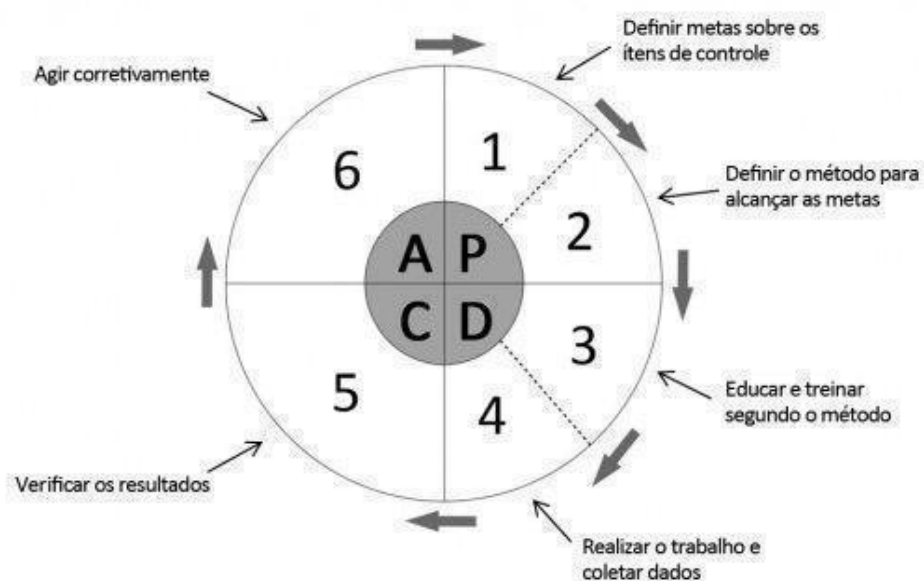 Definir metas sobre os
ítens de controle
Agir corretivamente
1
6
Definir o método para
alcançar as metas
2
A P
C D
3
Educar e treinar
segundo o método
5
4
Verificar os resultados
Realizar o trabalho e
coletar dados